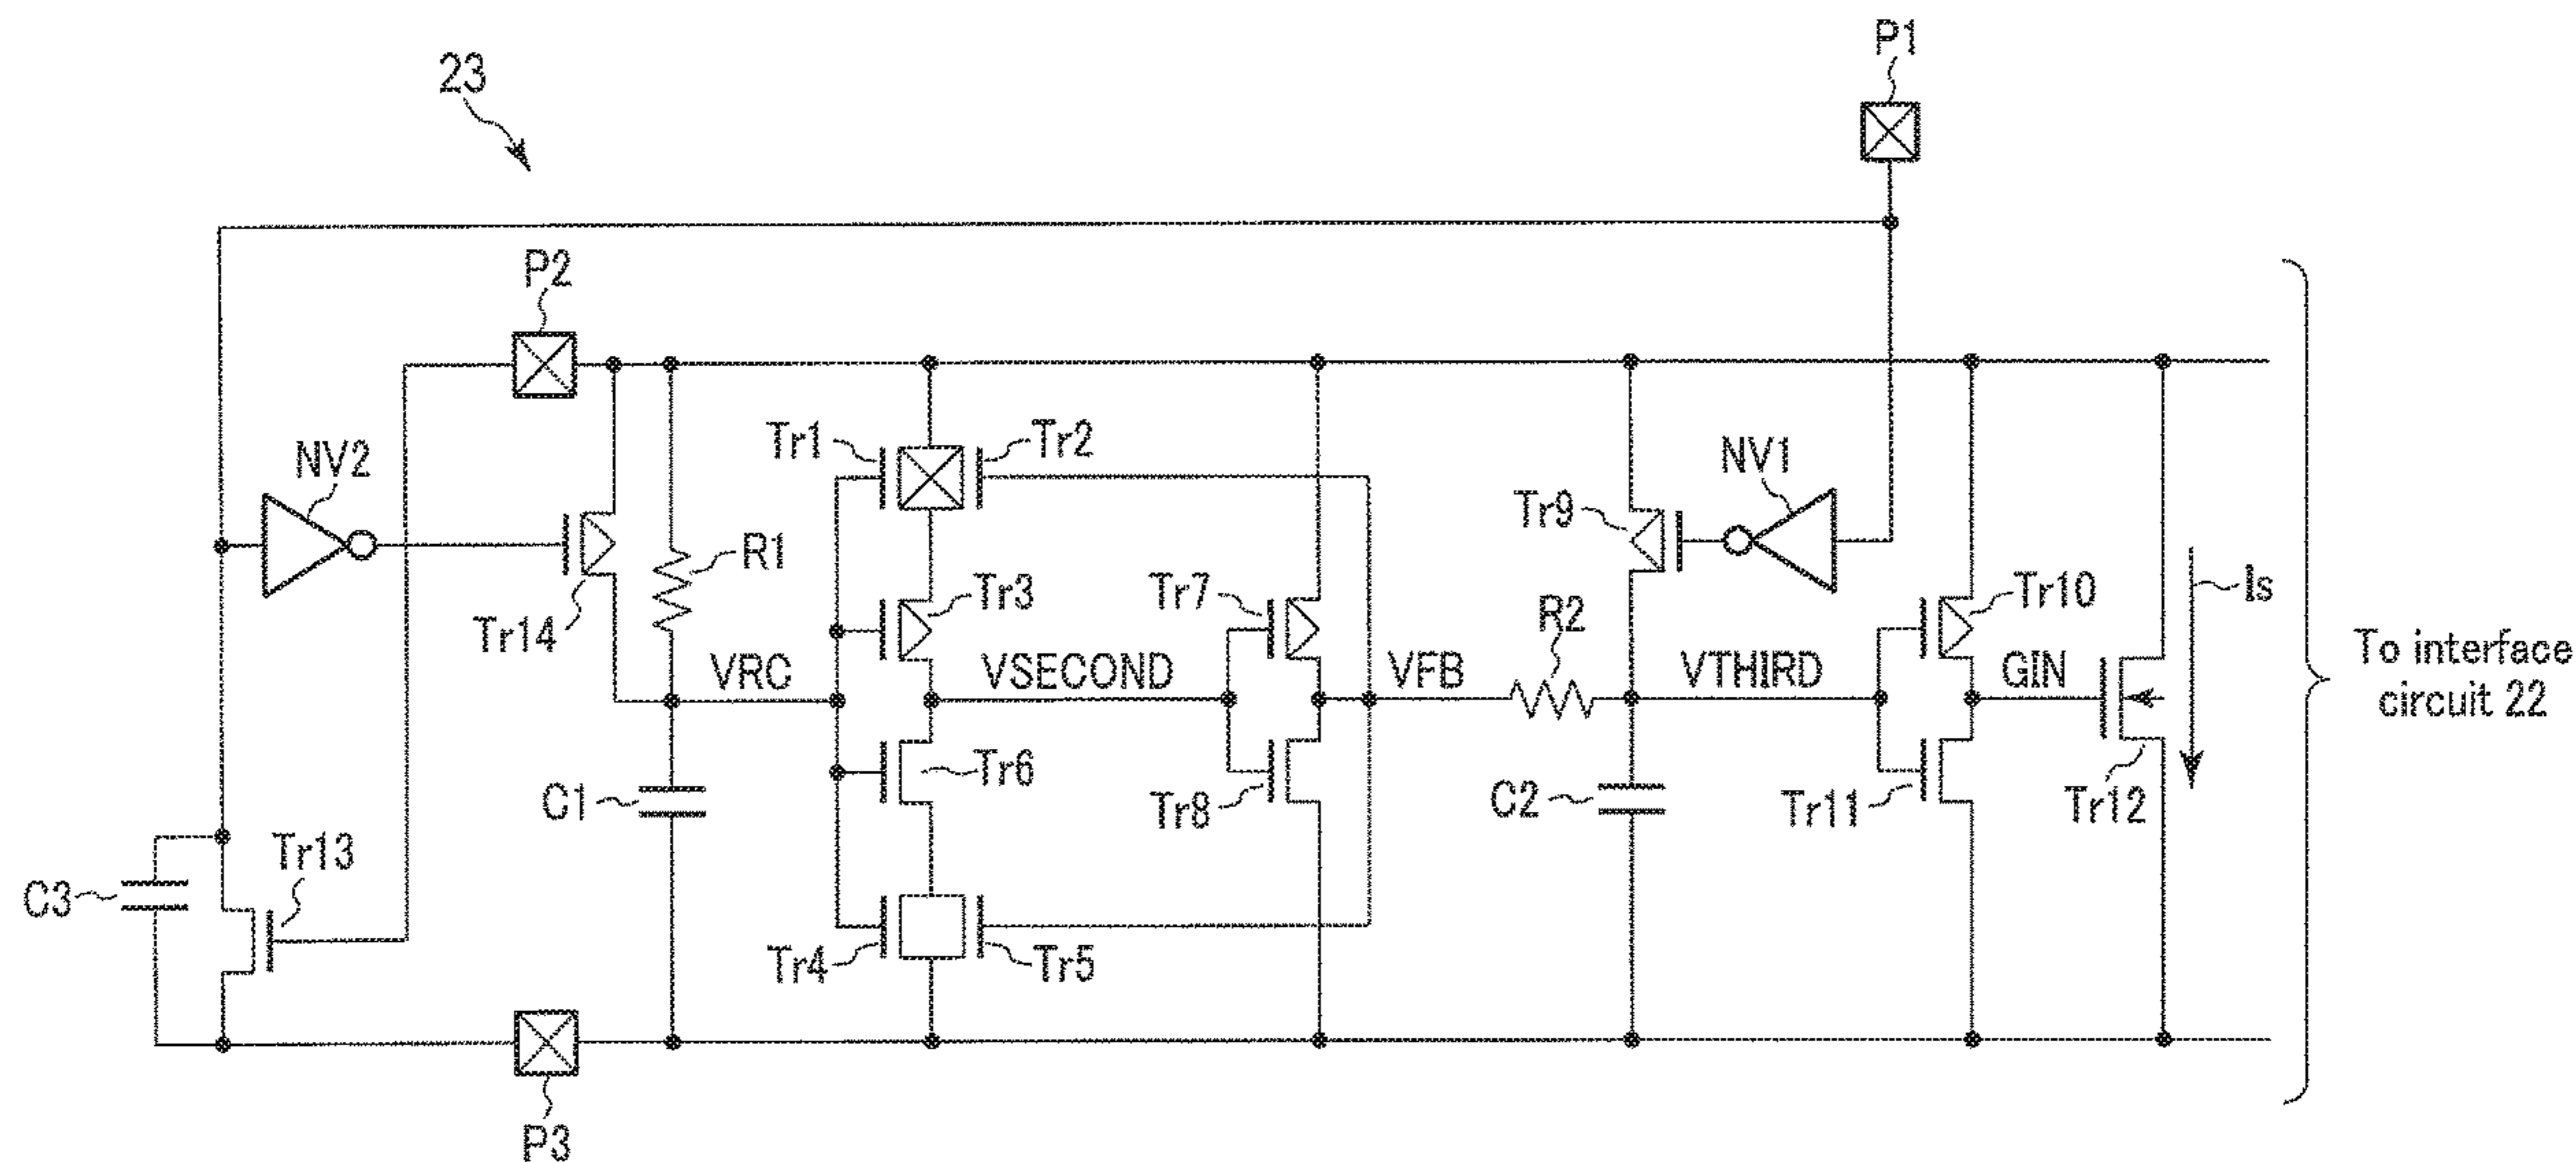 P1
23
P2
Tr1
Tr2
NV2
NV1
Tr9
R1
Tr3
Tr7
Tr10
Is
Tr14
R2
To interface
circuit 22
VRC
VSECOND
VFB
VTHIRD
GIN
Tr6
C1
C2
Tr8
Tr11
Tr12
Tr13
C3
Tr4
Tr5
P3